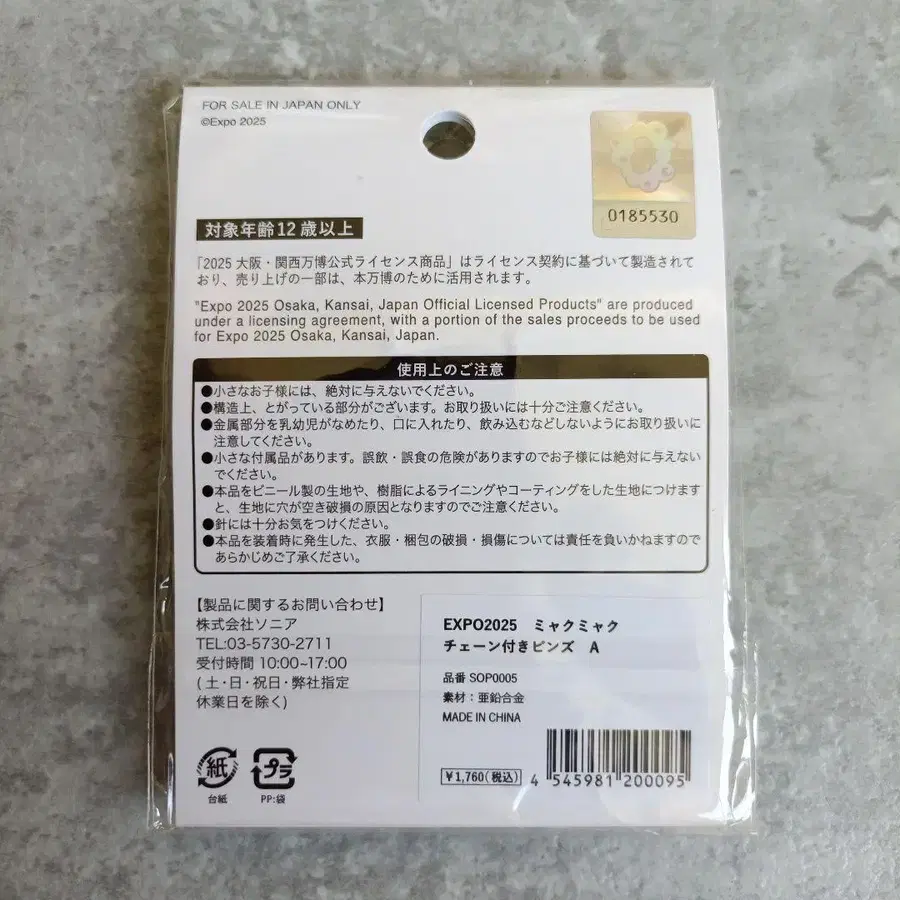 FOR SALE IN JAPAN ONLY
©Expo 2025
0185530
対象年齢12歳以上
「2025 大阪・関西万博公式ライセンス商品」はライセンス契約に基づいて製造されて
おり、売り上げの一部は、本万博のために活用されます。
"Expo 2025 Osaka, Kansai, Japan Official Licensed Products" are produced
under a licensing agreement, with a portion of the sales proceeds to be used
for Expo 2025 Osaka, Kansai, Japan.
使用上のご注意
●小さなお子様には、絶対に与えないでください。
●構造上、とがっている部分がございます。お取り扱いには十分ご注意ください。
●金属部分を乳幼児がなめたり、口に入れたり、飲み込むなどしないようにお取り扱いに
注意してください。
●小さな付属品があります。誤飲・誤食の危険がありますのでお子様には絶対に与えない
でください。
●本品をビニール製の生地や、樹脂によるライニングやコーティングをした生地につけます
と、生地に穴が空き破損の原因となりますのでご注意ください。
●針には十分お気をつけください。
●本品を装着時に発生した、衣服・梱包の破損・損傷については責任を負いかねますので
あらかじめご了承ください。
【製品に関するお問い合わせ】
株式会社ソニア
TEL:03-5730-2711
受付時間 10:00~17:00
(土・日・祝日・弊社指定
休業日を除く)
紙
台紙
プラ
PP:袋
EXPO2025 ミャクミャク
チェーン付きピンズ A
品番 SOP0005
素材：亜鉛合金
MADE IN CHINA
￥1,760(税込)
4 545981 200095